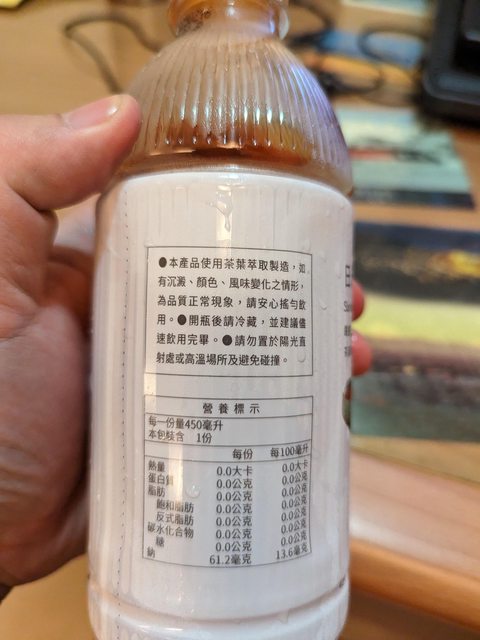 ●本產品使用茶葉萃取製造，如
有沉澱、顏色、風味變化之情形，
為品質正常現象，請安心搖勻飲
用。●開瓶後請冷藏，並建議儘
速飲用完畢。●請勿置於陽光直
射處或高溫場所及避免碰撞。
營養標示
每一份量450毫升
本包裝含 1份
每份 每100毫升
熱量 0.0大卡 0.0大卡
蛋白質 0.0公克 0.0公克
脂肪 0.0公克 0.0公克
飽和脂肪 0.0公克 0.0公克
反式脂肪 0.0公克 0.0公克
碳水化合物 0.0公克 0.0公克
糖 0.0公克 0.0公克
鈉 61.2毫克 13.6毫克